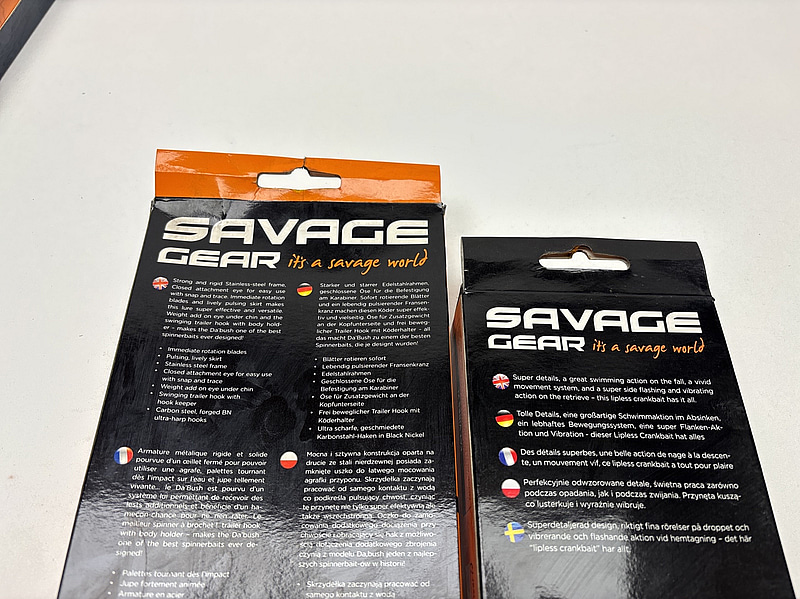 SAVAGE
GEAR it's a savage world
Strong and rigid Stainless-steel frame.
Closed attachment eye for easy use
with snap and trace. Immediate rotation
blades and lively pulsing skirt makes
this lure super effective and versatile.
Weight add on eye under chin and the
swinging trailer hook with body hold-
er - makes the Da'Bush one of the best
spinnerbaits ever designed!
• Immediate rotation blades
• Pulsing, lively skirt
• Stainless steel frame
• Closed attachment eye for easy use
with snap and trace
• Weight add on eye under chin
• Swinging trailer hook with
hook keeper
• Carbon steel, forged BN
ultra-harp hooks
Starker und starrer Edelstahlrahmen,
geschlossene Öse für die Befestigung
am Karabiner. Sofort rotierende Blätter
und ein lebendig pulsierender Fransen-
kranz machen diesen Köder super effek-
tiv und vielseitig. Öse für Zusatzgewicht
an der Kopfunterseite und frei beweg-
licher Trailer Hook mit Köderhalter - all
das macht Da'Bush zu einem der besten
Spinnerbaits, die je designt wurden!
• Blätter rotieren sofort
• Lebendig pulsierender Fransenkranz
• Edelstahlrahmen
• Geschlossene Öse für die
Befestigung am Karabiner
• Öse für Zusatzgewicht an der
Kopfunterseite
• Frei beweglicher Trailer Hook mit
Köderhalter
• Ultra scharfe, geschmiedete
Karbonstahl-Haken in Black Nickel
Armature métalique rigide et solide
pourvue d'un œillet fermé pour pouvoir
utiliser une agrafe, palettes tournant
dès l'impact sur l'eau et jupe tellement
vivante... le Da'Bush est pourvu d'un
système lui permettant de recevoir des
lests additionnels et bénéficie d'un ha-
meçon-chance pour ne rien rater. Le
meilleur spinner à brochet ! trailer hook
with body holder - makes the Da'bush
one of the best spinnerbaits ever de-
signed!
• Palettes tournant dès l'impact
• Jupe fortement animée
• Armature en acier
Mocna i sztywna konstrukcja oparta na
drucie ze stali nierdzewnej posiada za-
mknięte uszko do łatwego mocowania
agrafki przyponu. Skrzydełka zaczynają
pracować od samego kontaktu z wodą
co podkreśla pulsujący chwost, czyniąc
tę przynętę nie tylko super efektywną ale
także wszechstronną. Oczko do zamo-
cowania dodatkowego dociążenia przy
chwoście i obracający się hak z możliwo-
ścią dołączenia dodatkowego zbrojenia
czynią z modelu Da,bush jeden z najlep-
szych spinnerbait-ów w historii!
• Skrzydełka zaczynają pracować od
samego kontaktu z wodą
SAVAGE
GEAR it's a savage world
Super details, a great swimming action on the fall, a vivid
movement system, and a super side flashing and vibrating
action on the retrieve - this lipless crankbait has it all.
Tolle Details, eine großartige Schwimmaktion im Absinken,
ein lebhaftes Bewegungssystem, eine super Flanken-Ak-
tion und Vibration - dieser Lipless Crankbait hat alles
Des détails superbes, une belle action de nage à la descen-
te, un mouvement vif, ce lipless crankbait a tout pour plaire
Perfekcyjnie odwzorowane detale, świetna praca zarówno
podczas opadania, jak i podczas zwijania. Przynęta kuszą-
co lusterkuje i wyraźnie wibruje.
Superdetaljerad design, riktigt fina rörelser på droppet och
vibrerande och flashande aktion vid hemtagning - det här
"lipless crankbait" har allt.